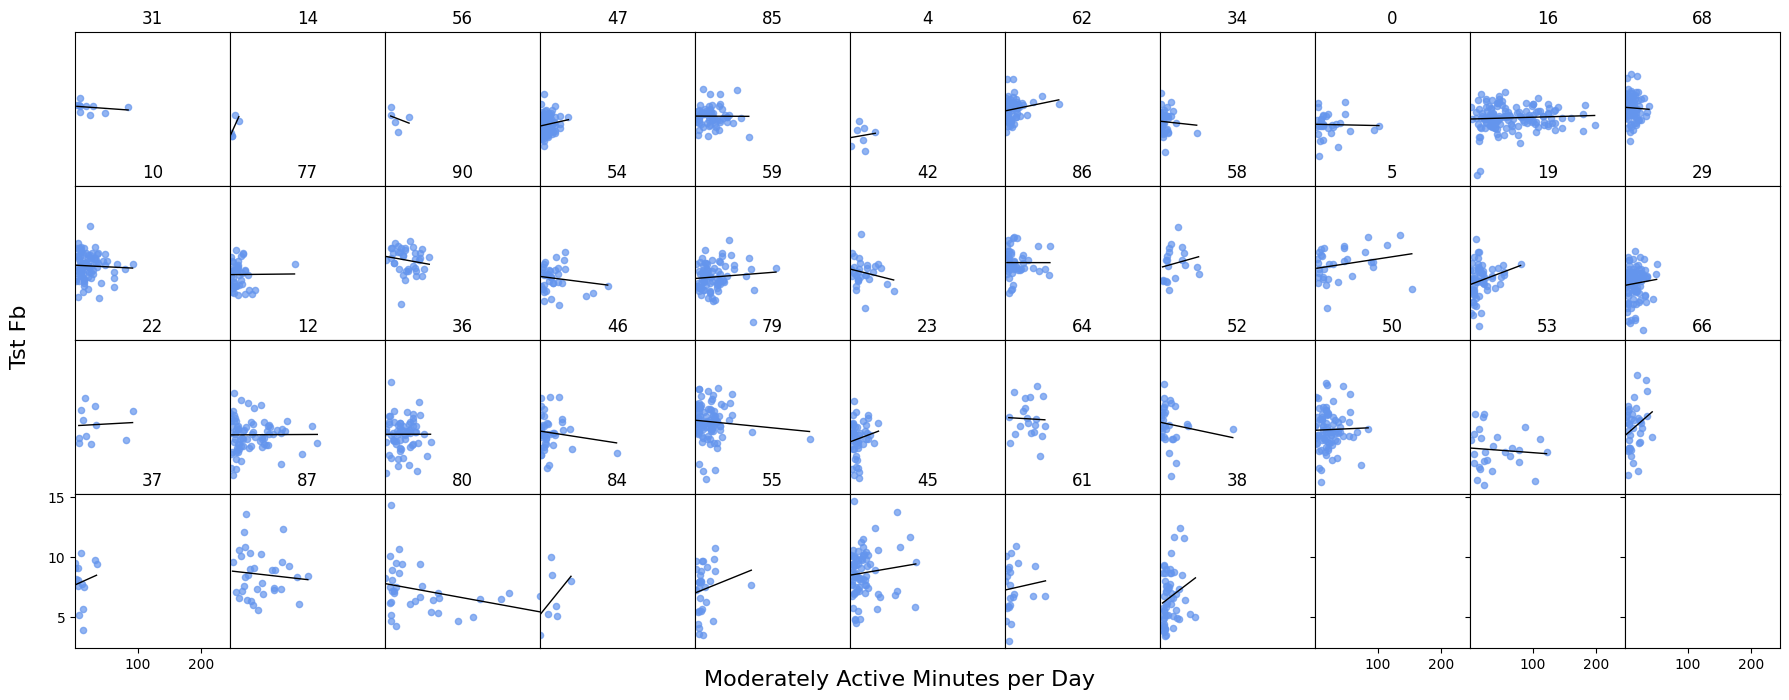 31 14 56 47 85 4 62 34 0 16 68
10 77 90 54 59 42 86 58 5 19 29
22 12 36 46 79 23 64 52 50 53 66
37 87 80 84 55 45 61 38
15
10
5
Tst Fb
100 200 100 200 100 200 100 200
Moderately Active Minutes per Day